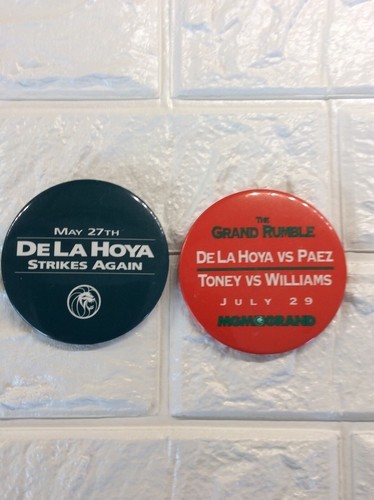 MAY 27TH
DE LA HOYA
STRIKES AGAIN
THE
GRAND RUMBLE
DE LA HOYA VS PAEZ
TONEY VS WILLIAMS
JULY 29
MGM GRAND